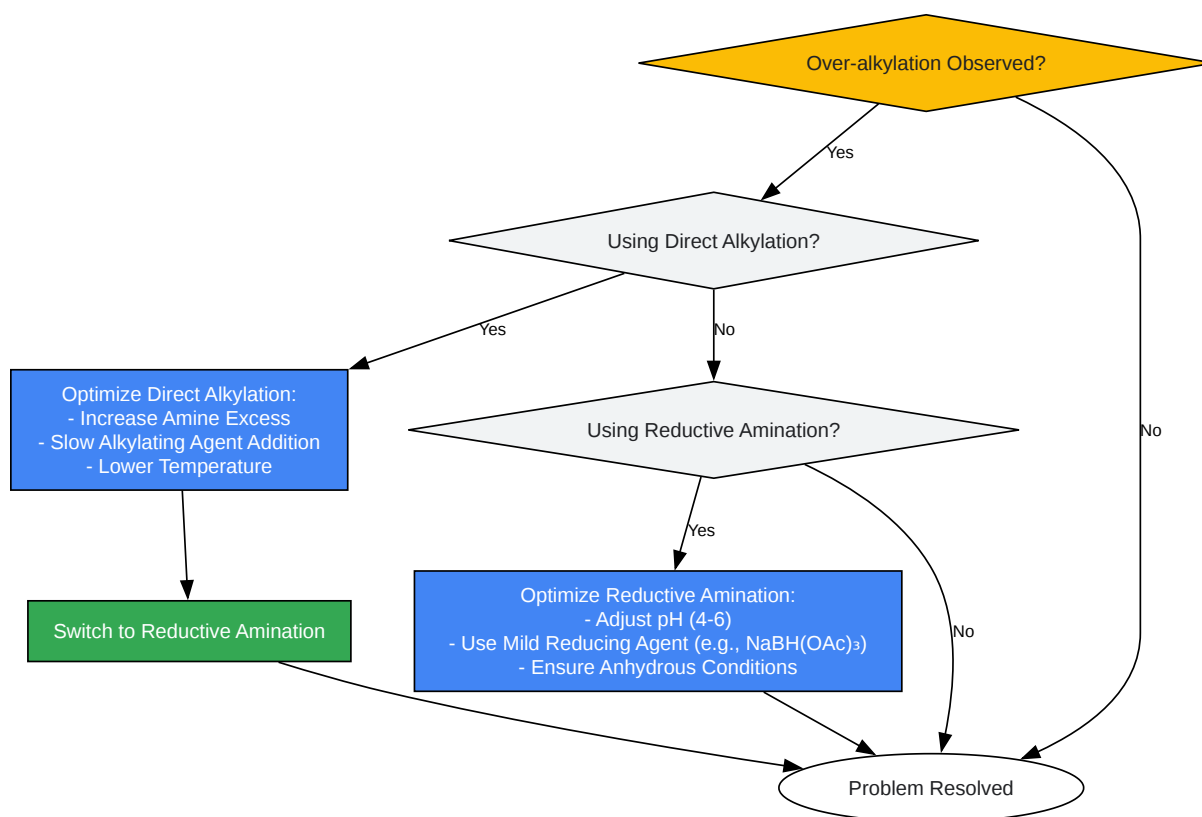 Over-alkylation Observed?
Yes
Using Direct Alkylation?
Yes
No
No
Optimize Direct Alkylation:
- Increase Amine Excess
- Slow Alkylating Agent Addition
- Lower Temperature
Using Reductive Amination?
Yes
Optimize Reductive Amination:
- Adjust pH (4-6)
- Use Mild Reducing Agent (e.g., NaBH(OAc)₃)
- Ensure Anhydrous Conditions
Switch to Reductive Amination
No
Problem Resolved